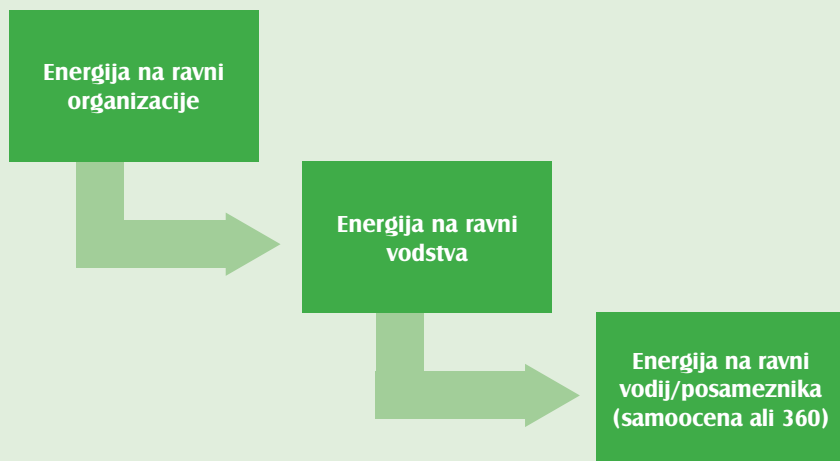 Energija na ravni
organizacije
Energija na ravni
vodstva
Energija na ravni
vodij/posameznika
(samoocena ali 360)